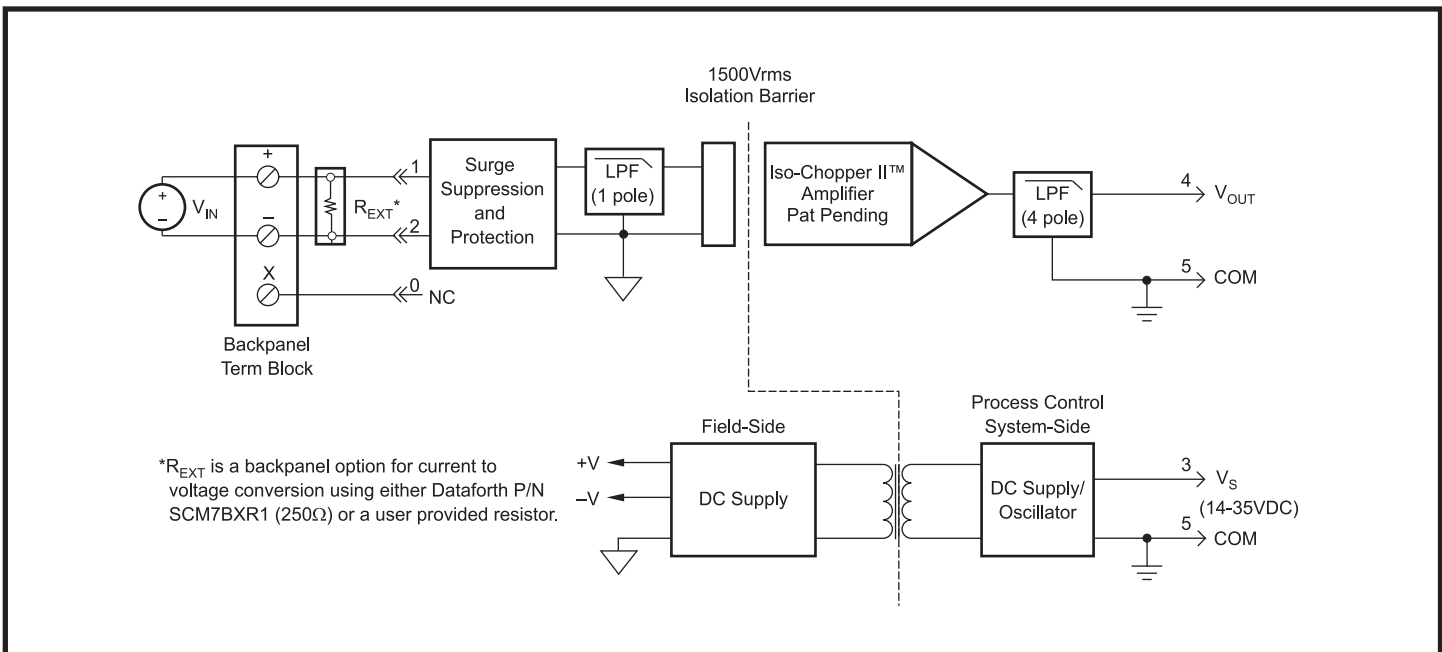 1500Vrms
Isolation Barrier
+
–
X
+
–
V_IN
R_EXT*
1
2
0
NC
Surge
Suppression
and
Protection
LPF
(1 pole)
Iso-Chopper II™
Amplifier
Pat Pending
LPF
(4 pole)
4
V_OUT
5
COM
Backpanel
Term Block
*R_EXT is a backpanel option for current to
voltage conversion using either Dataforth P/N
SCM7BXR1 (250Ω) or a user provided resistor.
Field-Side
+V
–V
DC Supply
Process Control
System-Side
DC Supply/
Oscillator
3
V_S
(14-35VDC)
5
COM